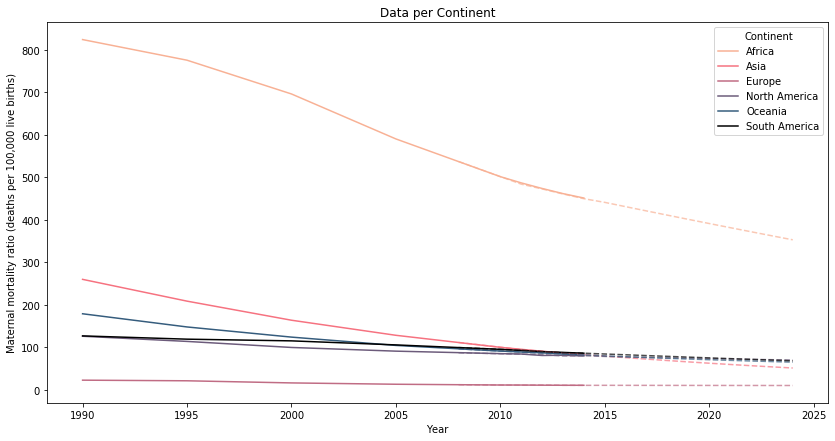 Data per Continent
Maternal mortality ratio (deaths per 100,000 live births)
800
700
600
500
400
300
200
100
0
Continent
Africa
Asia
Europe
North America
Oceania
South America
1990
1995
2000
2005
2010
2015
2020
2025
Year